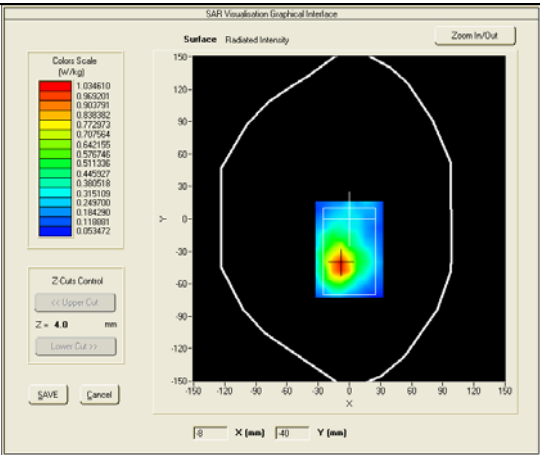 SAR Visualisation Graphical Interface
Surface Radiated Intensity
Zoom In/Out
Colors Scale
(W/kg)
1.034610
0.969201
0.903791
0.838382
0.772973
0.707564
0.642155
0.576746
0.511336
0.445927
0.380518
0.315109
0.249700
0.184290
0.118881
0.053472
150
120
90
60
30
0
-30
-60
-90
-120
-150
Y
-150 -120 -90 -60 -30 0 30 60 90 120 150
X
Z-Cuts Control
<< Upper Cut
Z = 4.0 mm
Lower Cut >>
SAVE
Cancel
-8 X (mm) -40 Y (mm)